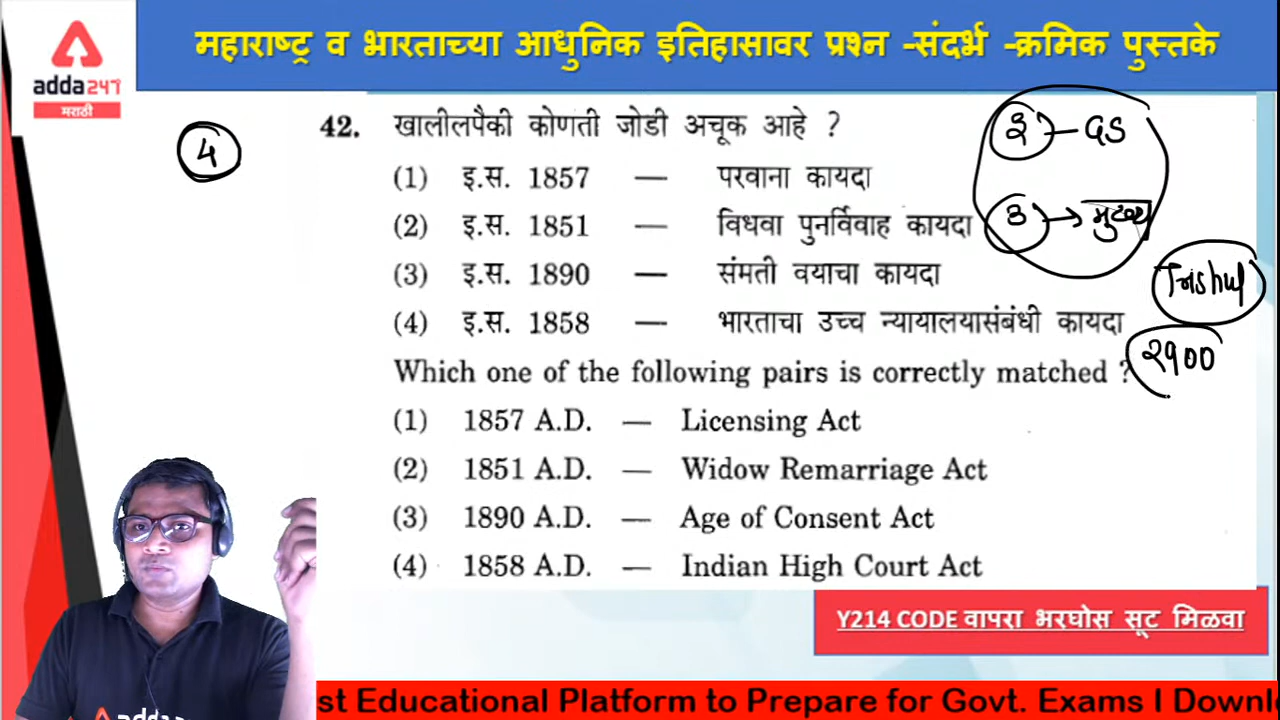 महाराष्ट्र व भारताच्या आधुनिक इतिहासावर प्रश्न -संदर्भ -क्रमिक पुस्तके
adda247
मराठी
4
42. खालीलपैकी कोणती जोडी अचूक आहे ?
(1) इ.स. 1857 — परवाना कायदा
(2) इ.स. 1851 — विधवा पुनर्विवाह कायदा
(3) इ.स. 1890 — संमती वयाचा कायदा
(4) इ.स. 1858 — भारताचा उच्च न्यायालयासंबंधी कायदा
Which one of the following pairs is correctly matched ?
(1) 1857 A.D. — Licensing Act
(2) 1851 A.D. — Widow Remarriage Act
(3) 1890 A.D. — Age of Consent Act
(4) 1858 A.D. — Indian High Court Act
— GS
Trishul
२१००
Y214 CODE वापरा भरघोस सूट मिळवा
st Educational Platform to Prepare for Govt. Exams I Downl